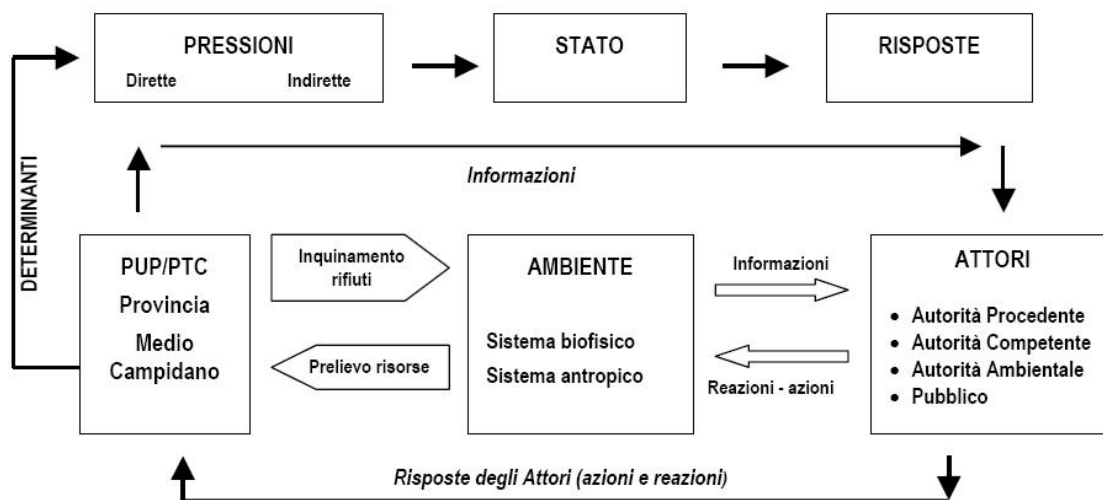 PRESSIONI
Dirette Indirette
STATO
RISPOSTE
DETERMINANTI
Informazioni
PUP/PTC
Provincia
Medio
Campidano
Inquinamento
rifiuti
Prelievo risorse
AMBIENTE
Sistema biofisico
Sistema antropico
Informazioni
Reazioni - azioni
ATTORI
• Autorità Procedente
• Autorità Competente
• Autorità Ambientale
• Pubblico
Risposte degli Attori (azioni e reazioni)